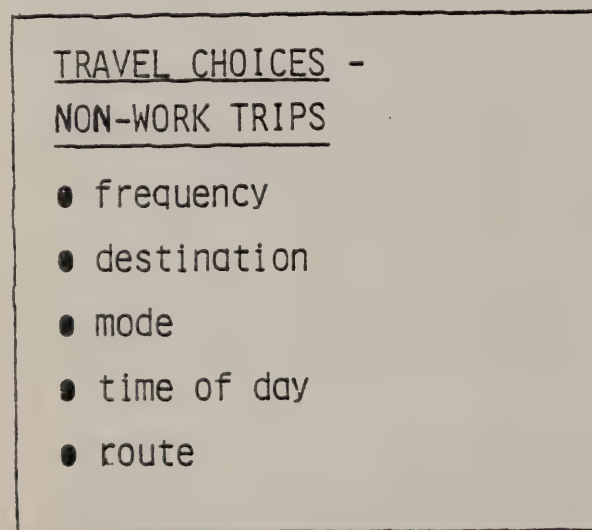 TRAVEL CHOICES -
NON-WORK TRIPS
• frequency
• destination
• mode
• time of day
• route